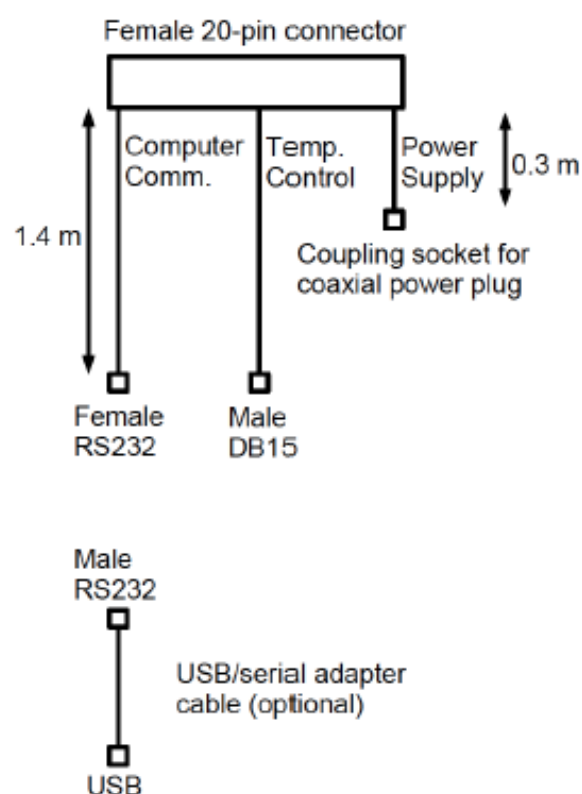 Female 20-pin connector
Computer
Comm.
Temp.
Control
Power
Supply
0.3 m
1.4 m
Coupling socket for
coaxial power plug
Female
RS232
Male
DB15
Male
RS232
USB/serial adapter
cable (optional)
USB